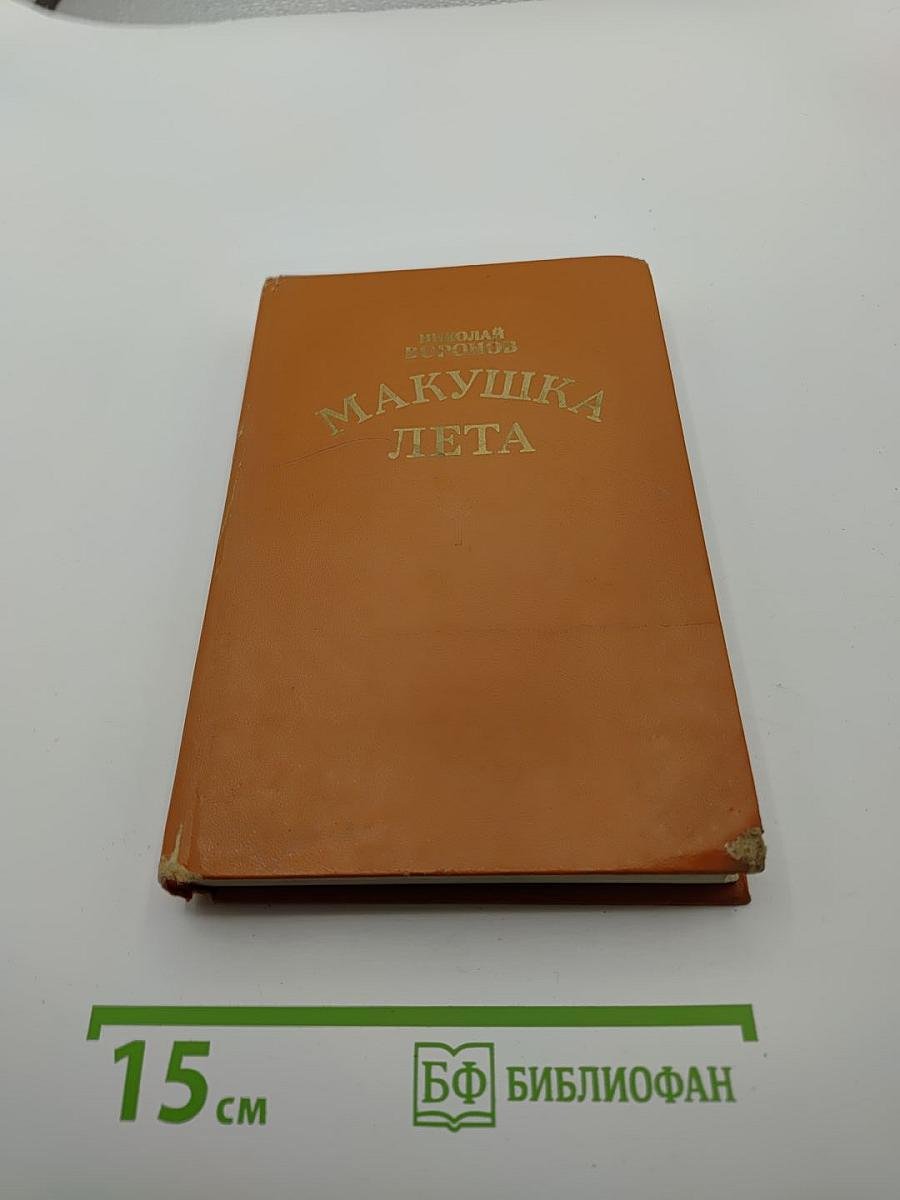 НИКОЛАЙ
ВОРОНОВ
МАКУШКА
ЛЕТА
15 см
БФ БИБЛИОФАН